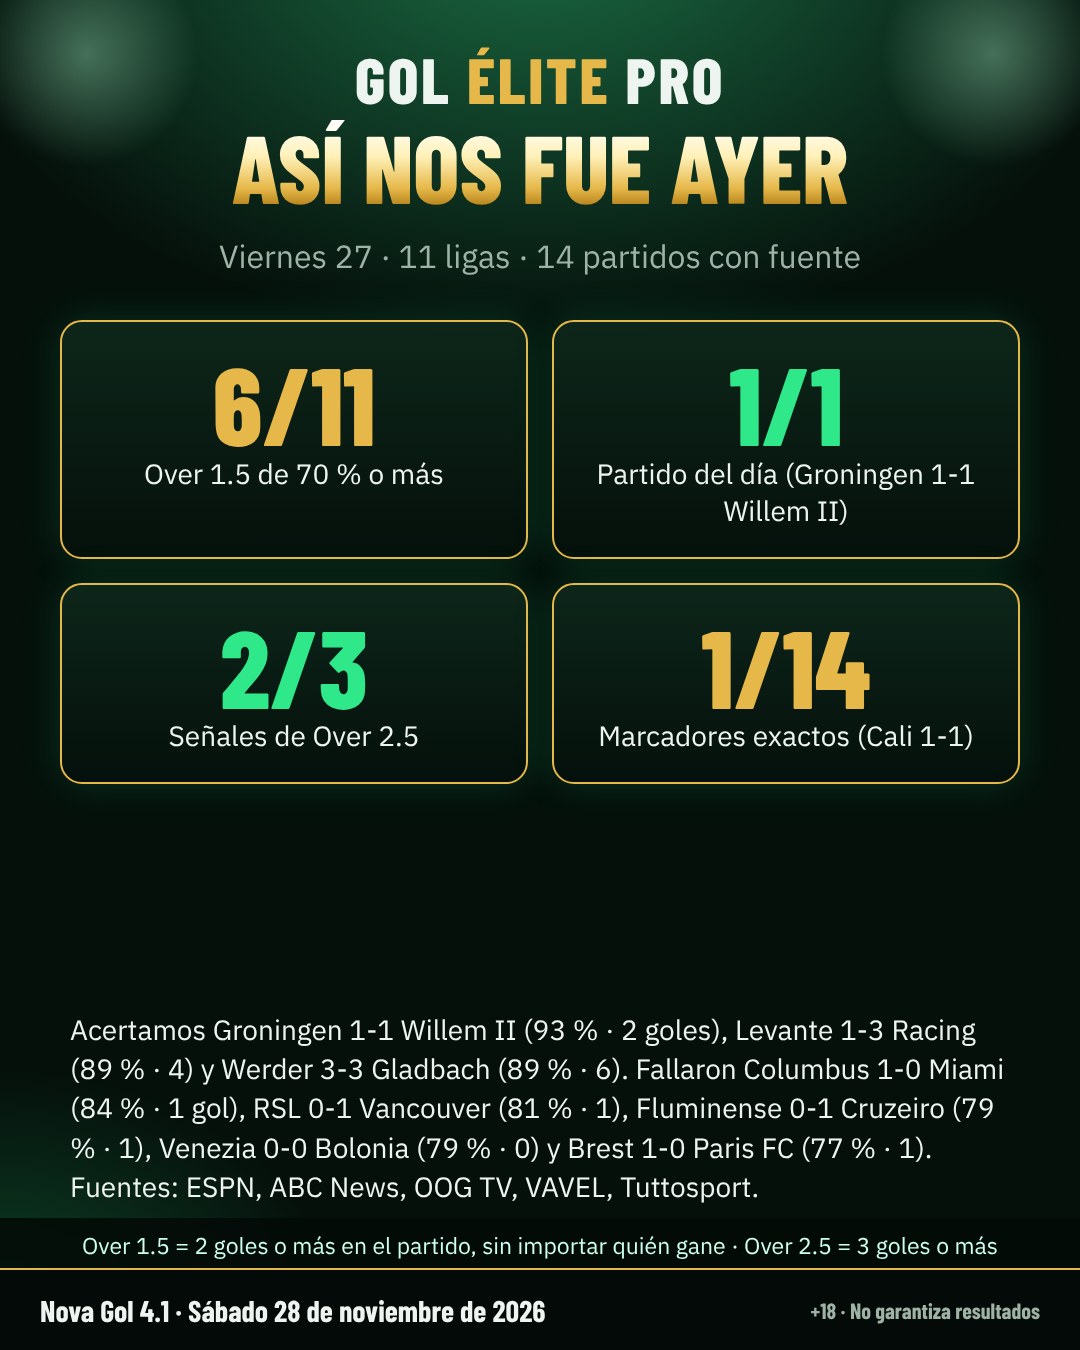 GOL ÉLITE PRO
ASÍ NOS FUE AYER
Viernes 27 · 11 ligas · 14 partidos con fuente
6/11
Over 1.5 de 70 % o más
1/1
Partido del día (Groningen 1-1
Willem II)
2/3
Señales de Over 2.5
1/14
Marcadores exactos (Cali 1-1)
Acertamos Groningen 1-1 Willem II (93 % · 2 goles), Levante 1-3 Racing
(89 % · 4) y Werder 3-3 Gladbach (89 % · 6). Fallaron Columbus 1-0 Miami
(84 % · 1 gol), RSL 0-1 Vancouver (81 % · 1), Fluminense 0-1 Cruzeiro (79
% · 1), Venezia 0-0 Bolonia (79 % · 0) y Brest 1-0 Paris FC (77 % · 1).
Fuentes: ESPN, ABC News, OOG TV, VAVEL, Tuttosport.
Over 1.5 = 2 goles o más en el partido, sin importar quién gane · Over 2.5 = 3 goles o más
Nova Gol 4.1 · Sábado 28 de noviembre de 2026
+18 · No garantiza resultados